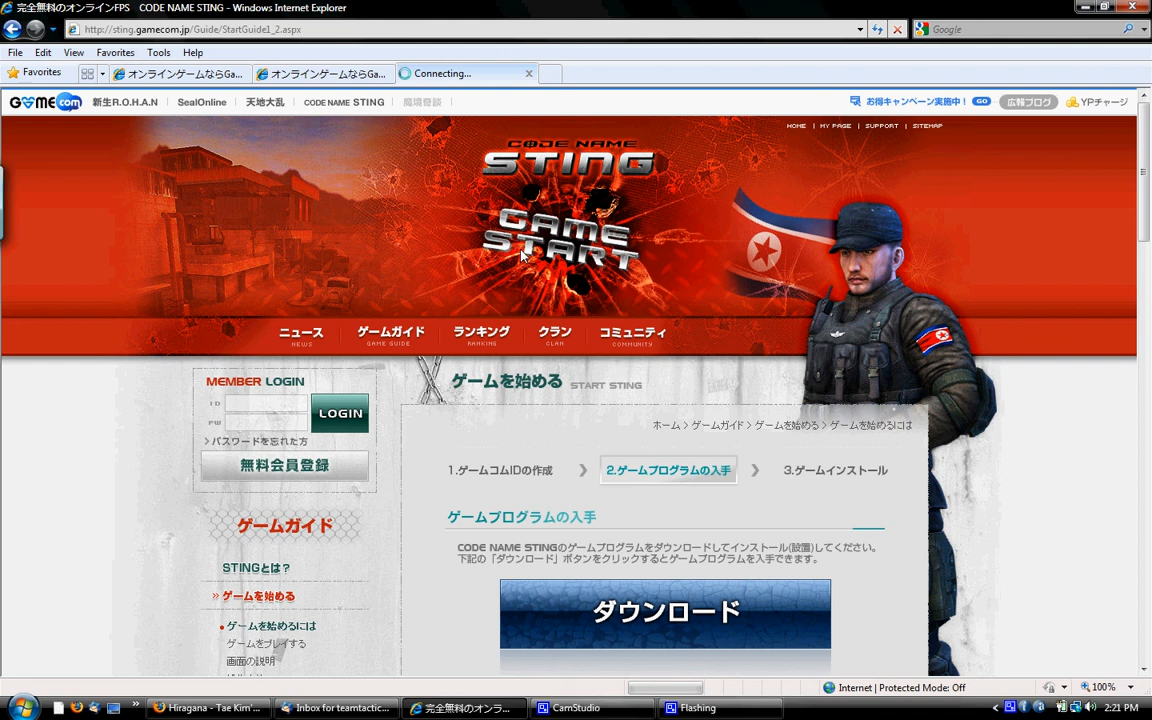 完全無料のオンラインFPS CODE NAME STING - Windows Internet Explorer
http://sting.gamecom.jp/Guide/StartGuide1_2.aspx
Google
File Edit View Favorites Tools Help
Favorites
オンラインゲームならGa...
オンラインゲームならGa...
Connecting...
GAMEcom
新生R.O.H.A.N
SealOnline
天地大乱
CODE NAME STING
魔境奇談
お得キャンペーン実施中！ GO
広報ブログ
YPチャージ
HOME | MY PAGE | SUPPORT | SITEMAP
CODE NAME
STING
GAME
START
ニュース ゲームガイド ランキング クラン コミュニティ
NEWS GAME GUIDE RANKING CLAN COMMUNITY
MEMBER LOGIN
ID
PW
LOGIN
パスワードを忘れた方
無料会員登録
ゲームガイド
STINGとは？
ゲームを始める
ゲームを始めるには
ゲームをプレイする
画面の説明
ゲームを始める START STING
ホーム > ゲームガイド > ゲームを始める > ゲームを始めるには
1.ゲームコムIDの作成
2.ゲームプログラムの入手
3.ゲームインストール
ゲームプログラムの入手
CODE NAME STINGのゲームプログラムをダウンロードしてインストール(設置)してください。
下記の「ダウンロード」ボタンをクリックするとゲームプログラムを入手できます。
ダウンロード
Internet | Protected Mode: Off
100%
Hiragana - Tae Kim'...
Inbox for teamtactic...
完全無料のオンラ...
CamStudio
Flashing
2:21 PM